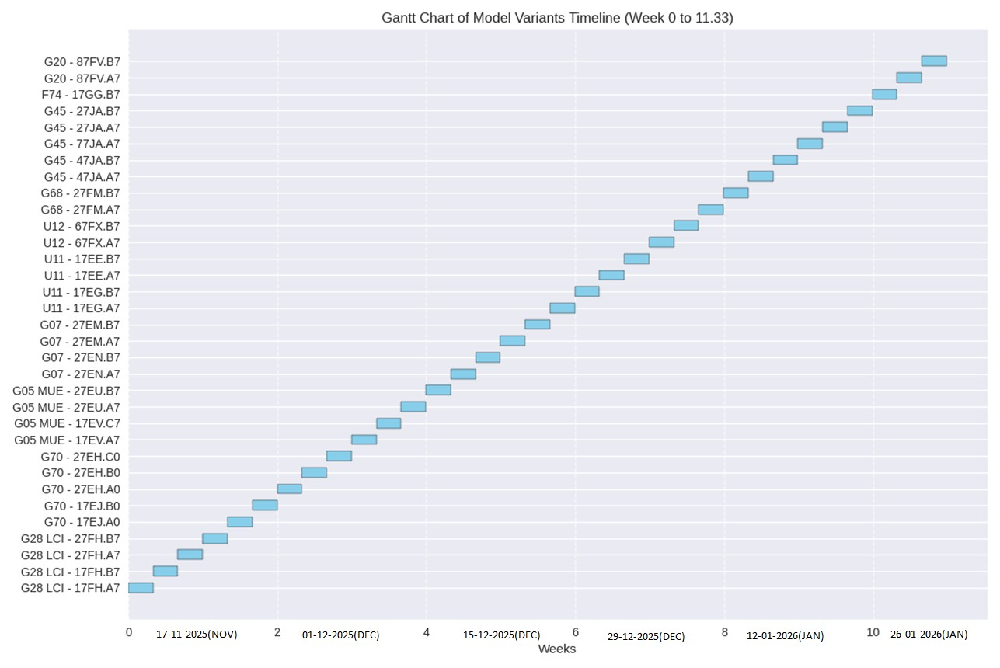 Gantt Chart of Model Variants Timeline (Week 0 to 11.33)
G20 - 87FV.B7
G20 - 87FV.A7
F74 - 17GG.B7
G45 - 27JA.B7
G45 - 27JA.A7
G45 - 77JA.A7
G45 - 47JA.B7
G45 - 47JA.A7
G68 - 27FM.B7
G68 - 27FM.A7
U12 - 67FX.B7
U12 - 67FX.A7
U11 - 17EE.B7
U11 - 17EE.A7
U11 - 17EG.B7
U11 - 17EG.A7
G07 - 27EM.B7
G07 - 27EM.A7
G07 - 27EN.B7
G07 - 27EN.A7
G05 MUE - 27EU.B7
G05 MUE - 27EU.A7
G05 MUE - 17EV.C7
G05 MUE - 17EV.A7
G70 - 27EH.C0
G70 - 27EH.B0
G70 - 27EH.A0
G70 - 17EJ.B0
G70 - 17EJ.A0
G28 LCI - 27FH.B7
G28 LCI - 27FH.A7
G28 LCI - 17FH.B7
G28 LCI - 17FH.A7
0 17-11-2025(NOV) 2 01-12-2025(DEC) 4 15-12-2025(DEC) 6 29-12-2025(DEC) 8 12-01-2026(JAN) 10 26-01-2026(JAN)
Weeks